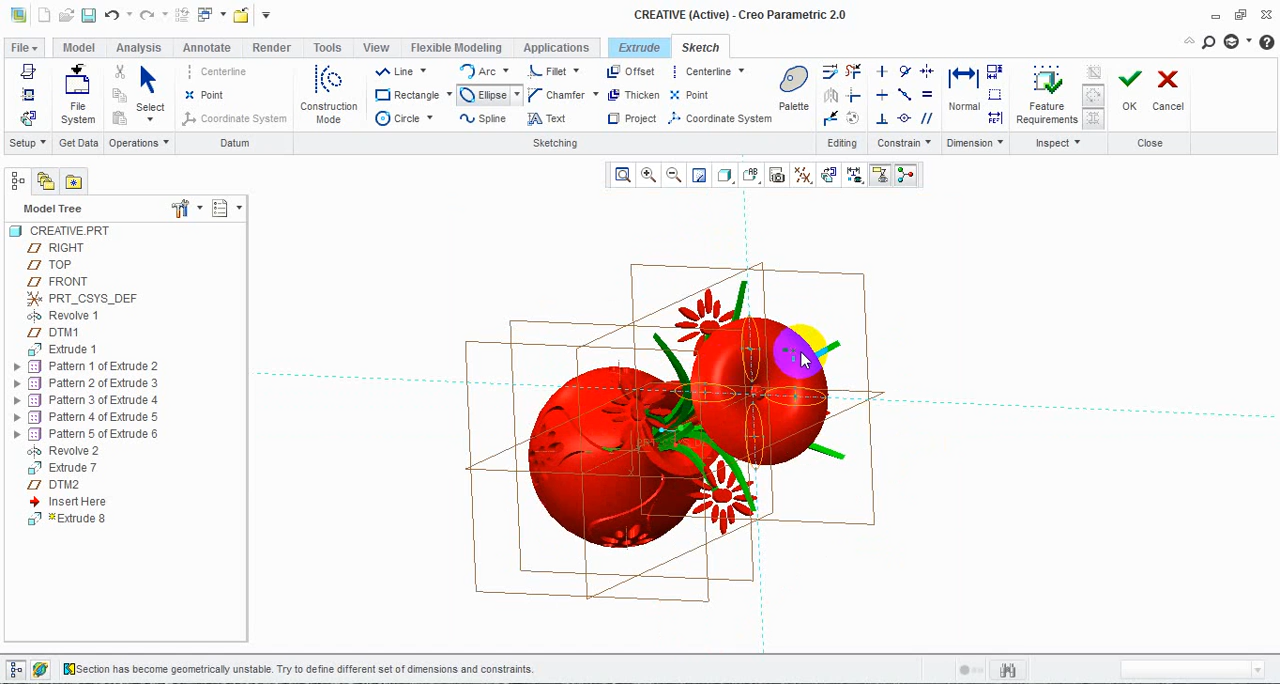 CREATIVE (Active) - Creo Parametric 2.0
File Model Analysis Annotate Render Tools View Flexible Modeling Applications Extrude Sketch
Centerline Line Arc Fillet Offset Centerline
File System Select Point Construction Mode Rectangle Ellipse Chamfer Thicken Point Palette Normal Feature Requirements OK Cancel
Coordinate System Circle Spline Text Project Coordinate System
Setup Get Data Operations Datum Sketching Editing Constrain Dimension Inspect Close
Model Tree
CREATIVE.PRT
RIGHT
TOP
FRONT
PRT_CSYS_DEF
Revolve 1
DTM1
Extrude 1
Pattern 1 of Extrude 2
Pattern 2 of Extrude 3
Pattern 3 of Extrude 4
Pattern 4 of Extrude 5
Pattern 5 of Extrude 6
Revolve 2
Extrude 7
DTM2
Insert Here
*Extrude 8
Section has become geometrically unstable. Try to define different set of dimensions and constraints.